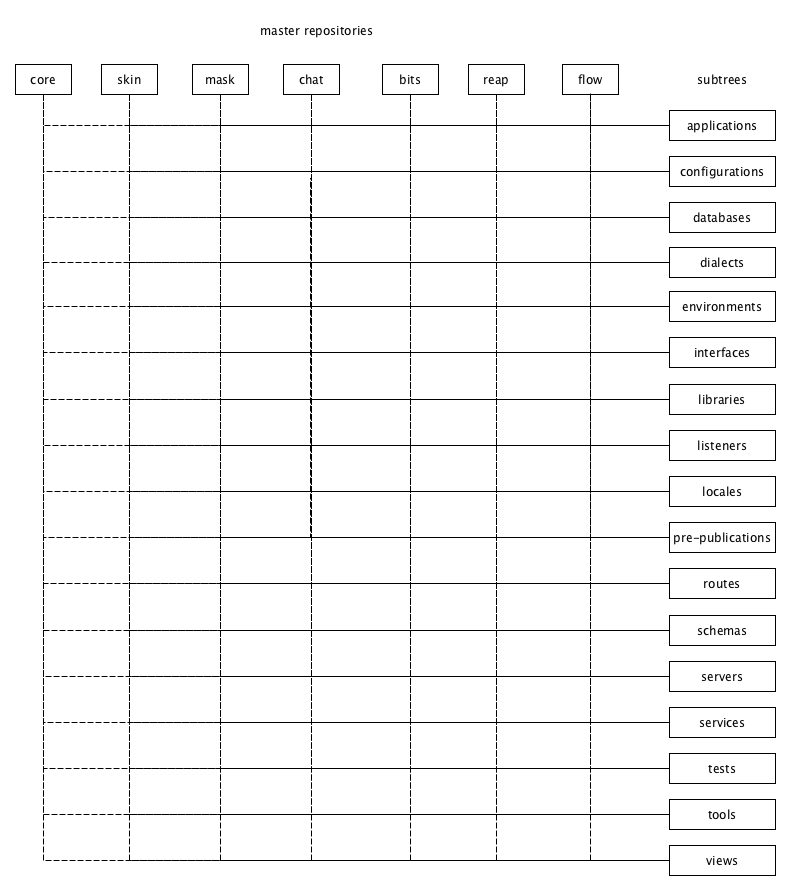 master repositories
core skin mask chat bits reap flow subtrees
applications
configurations
databases
dialects
environments
interfaces
libraries
listeners
locales
pre-publications
routes
schemas
servers
services
tests
tools
views